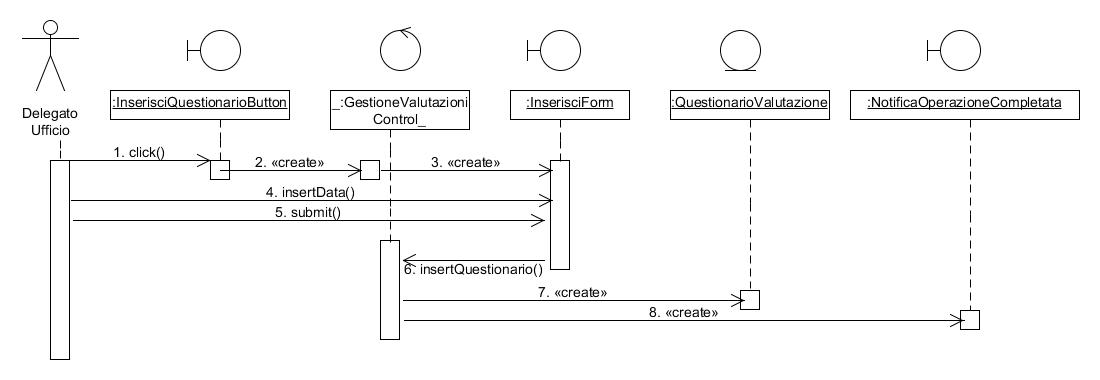 :InserisciQuestionarioButton
_:GestioneValutazioni
Control_
:InserisciForm
:QuestionarioValutazione
:NotificaOperazioneCompletata
Delegato
Ufficio
1. click()
2. «create»
3. «create»
4. insertData()
5. submit()
6. insertQuestionario()
7. «create»
8. «create»